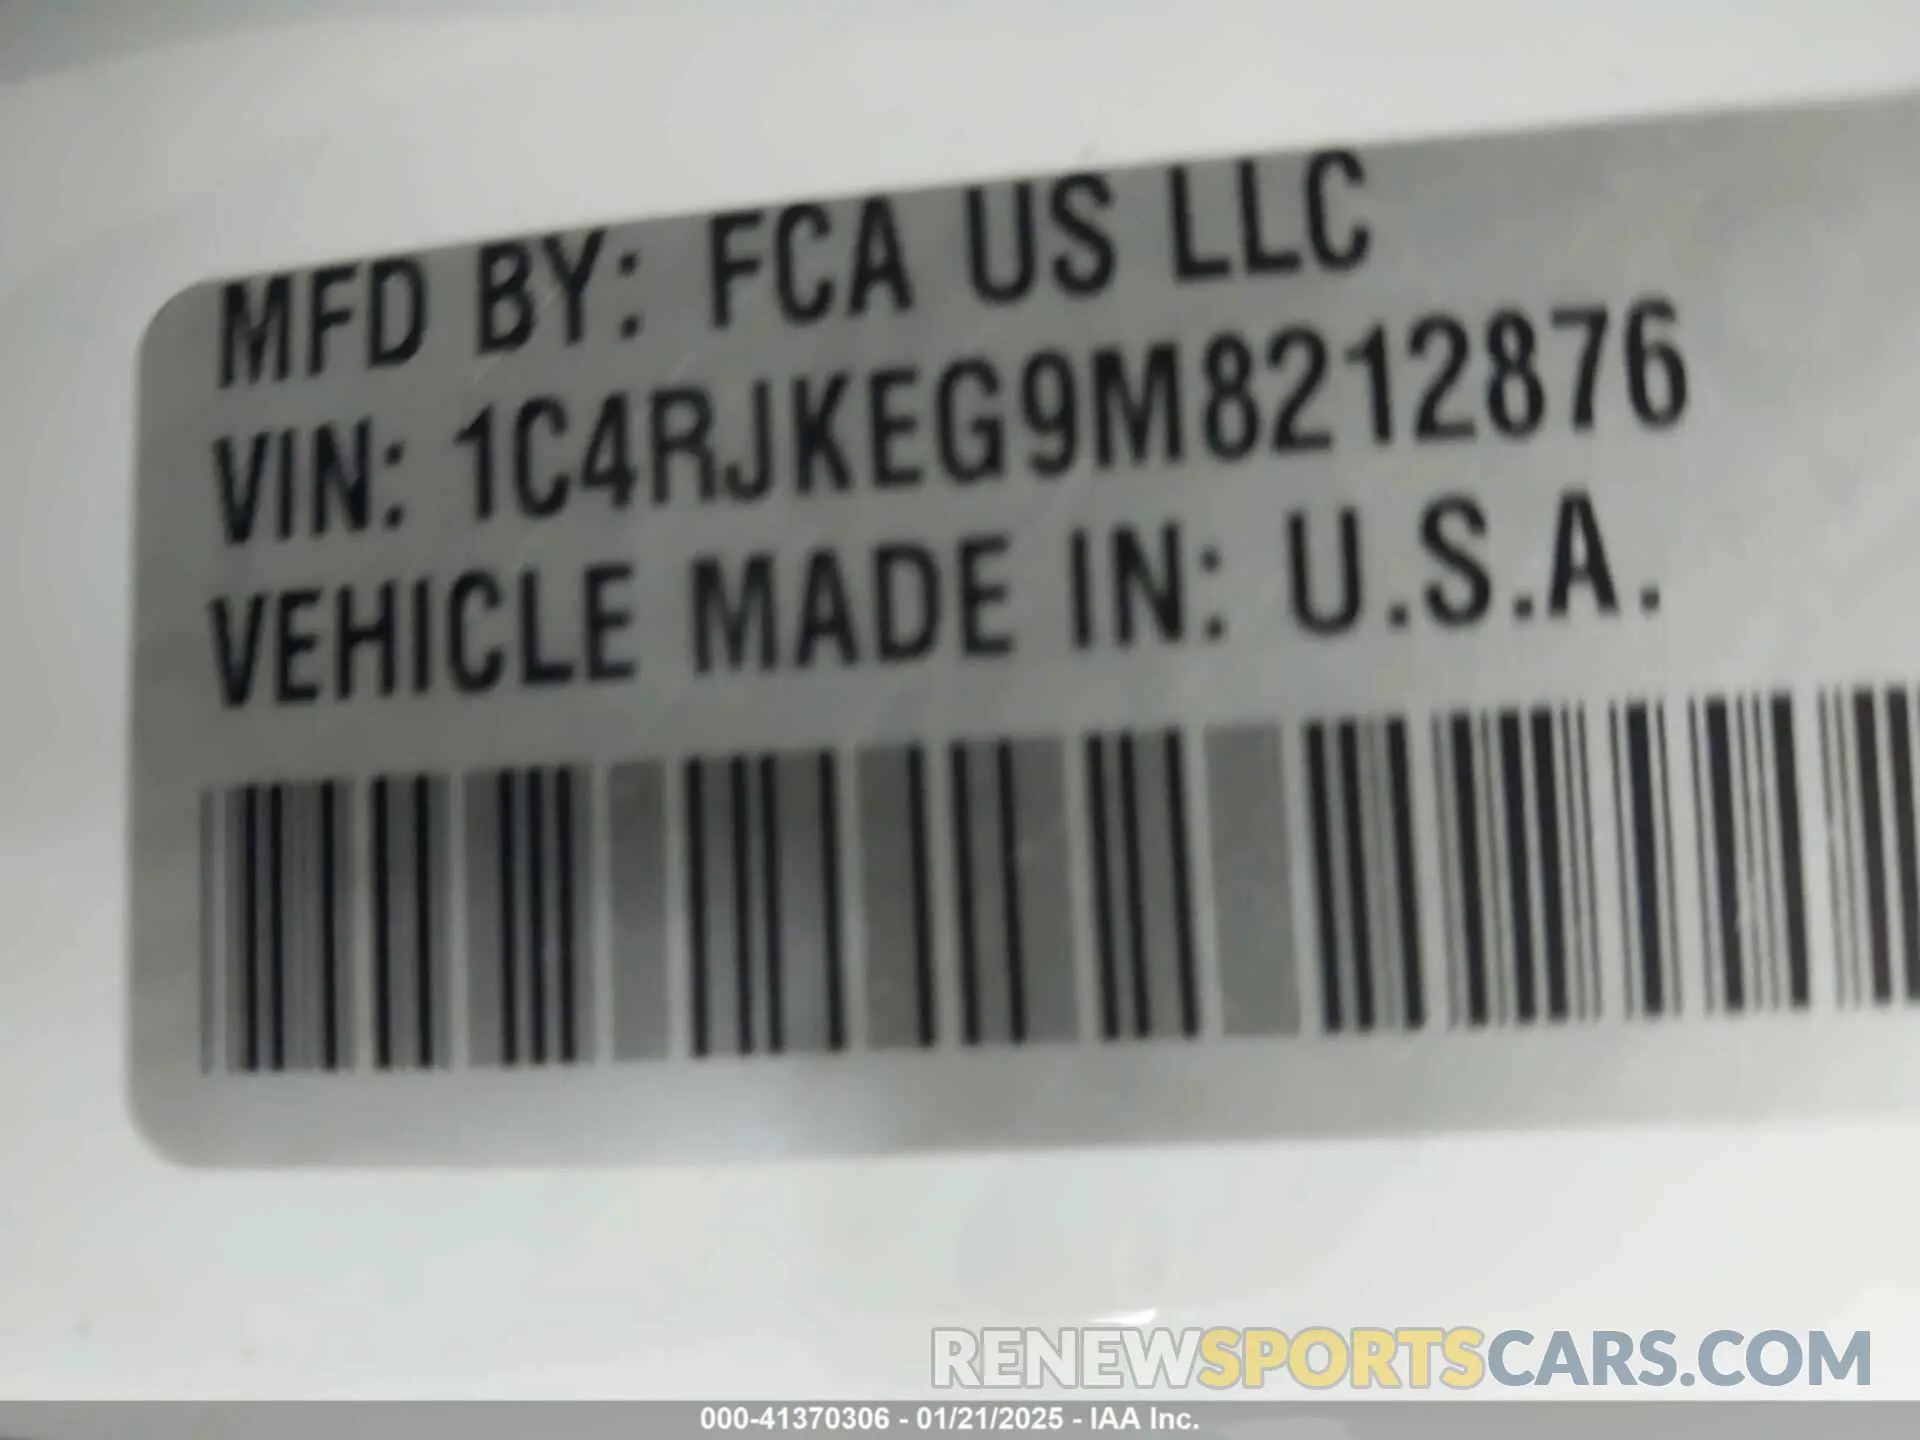 MFD BY: FCA US LLC
VIN: 1C4RJKEG9M8212876
VEHICLE MADE IN: U.S.A.
RENEWSPORTSCARS.COM
000-41370306 - 01/21/2025 - IAA Inc.